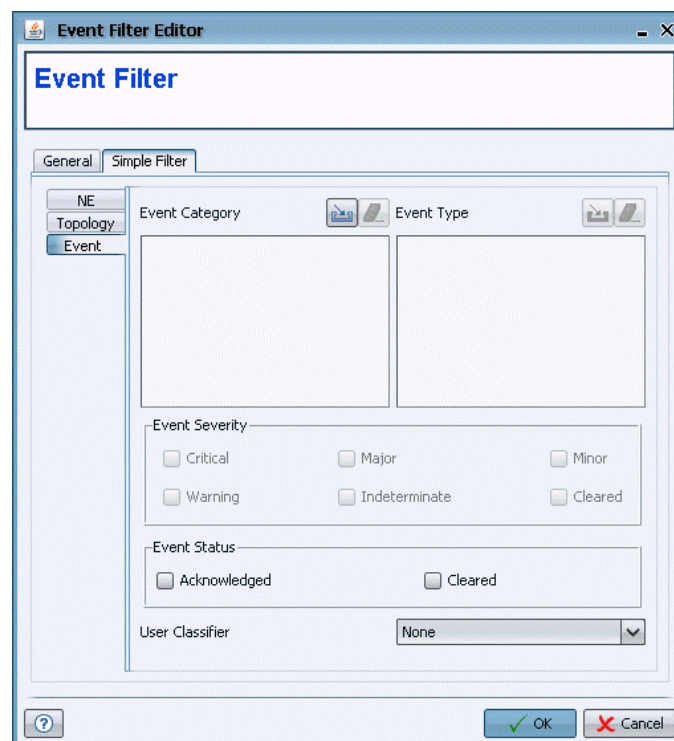 Event Filter Editor
Event Filter
General Simple Filter
NE
Topology
Event
Event Category Event Type
Event Severity
Critical Major Minor
Warning Indeterminate Cleared
Event Status
Acknowledged Cleared
User Classifier None
? OK Cancel